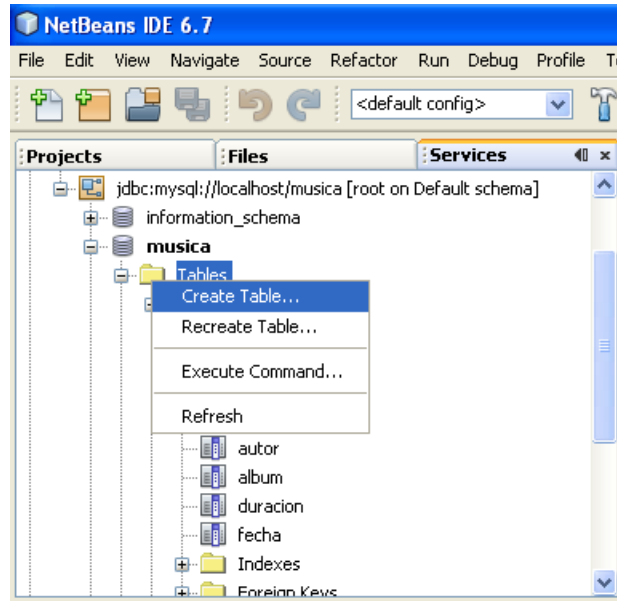 NetBeans IDE 6.7
File Edit View Navigate Source Refactor Run Debug Profile
<default config>
Projects Files Services
jdbc:mysql://localhost/musica [root on Default schema]
information_schema
musica
Tables
Create Table...
Recreate Table...
Execute Command...
Refresh
autor
album
duracion
fecha
Indexes
Foreign Keys